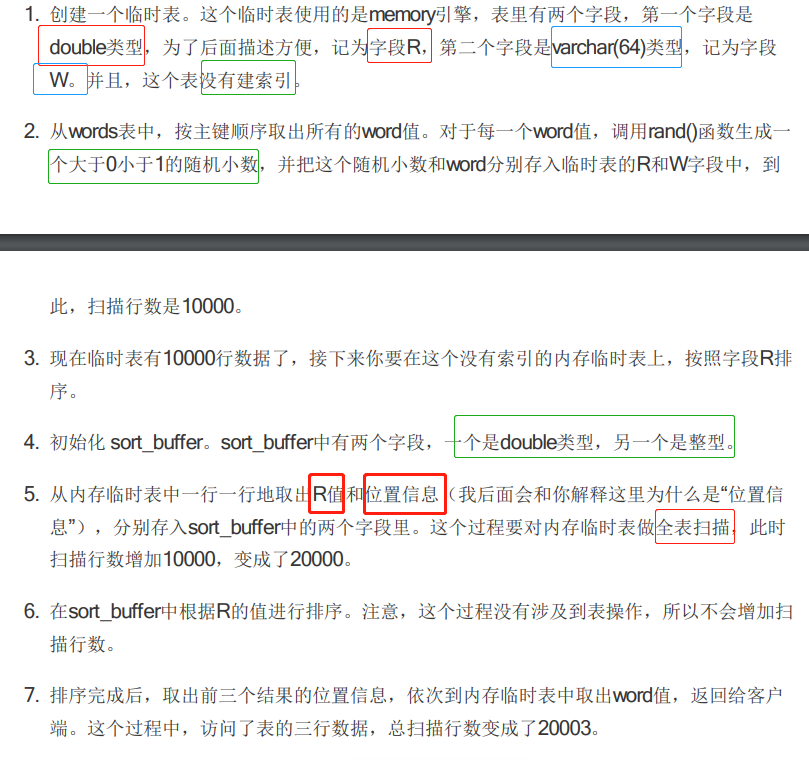 1. 创建一个临时表。这个临时表使用的是memory引擎，表里有两个字段，第一个字段是
double类型，为了后面描述方便，记为字段R，第二个字段是varchar(64)类型，记为字段
W。并且，这个表没有建索引。
2. 从words表中，按主键顺序取出所有的word值。对于每一个word值，调用rand()函数生成一
个大于0小于1的随机小数，并把这个随机小数和word分别存入临时表的R和W字段中，到
此，扫描行数是10000。
3. 现在临时表有10000行数据了，接下来你要在这个没有索引的内存临时表上，按照字段R排
序。
4. 初始化 sort_buffer。sort_buffer中有两个字段，一个是double类型，另一个是整型。
5. 从内存临时表中一行一行地取出R值和位置信息（我后面会和你解释这里为什么是“位置信
息”），分别存入sort_buffer中的两个字段里。这个过程要对内存临时表做全表扫描，此时
扫描行数增加10000，变成了20000。
6. 在sort_buffer中根据R的值进行排序。注意，这个过程没有涉及到表操作，所以不会增加扫
描行数。
7. 排序完成后，取出前三个结果的位置信息，依次到内存临时表中取出word值，返回给客户
端。这个过程中，访问了表的三行数据，总扫描行数变成了20003。